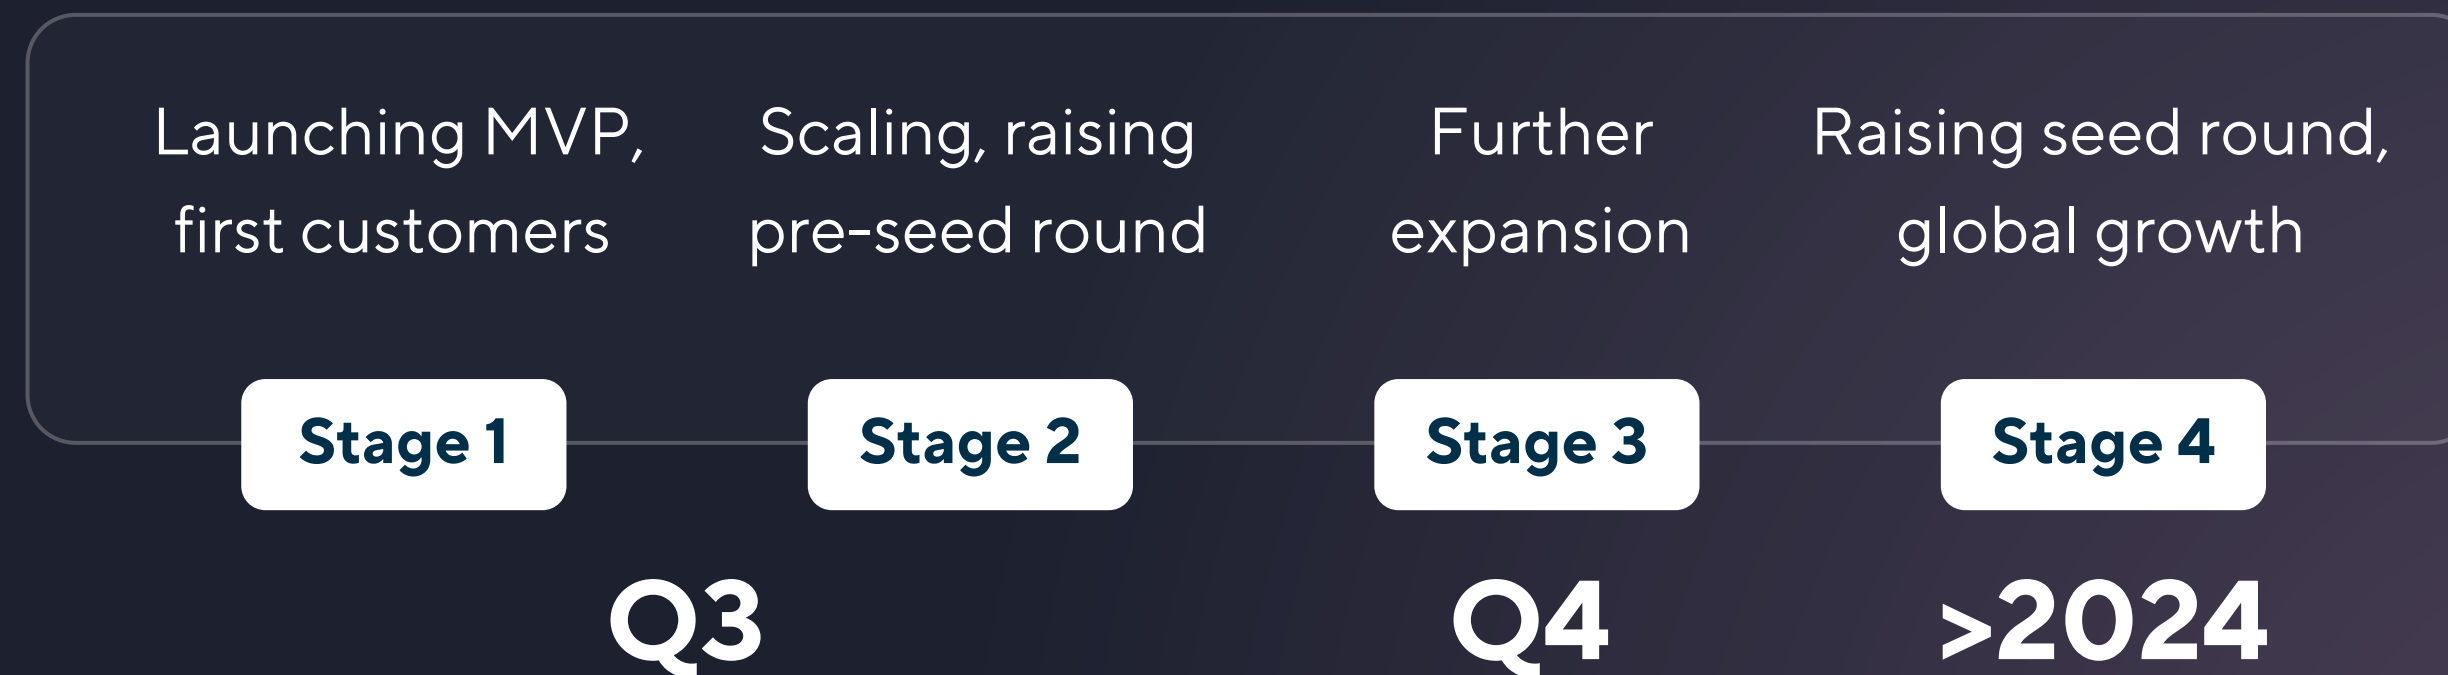 Launching MVP,
first customers
Scaling, raising
pre-seed round
Further
expansion
Raising seed round,
global growth
Stage 1
Stage 2
Stage 3
Stage 4
Q3
Q4
>2024